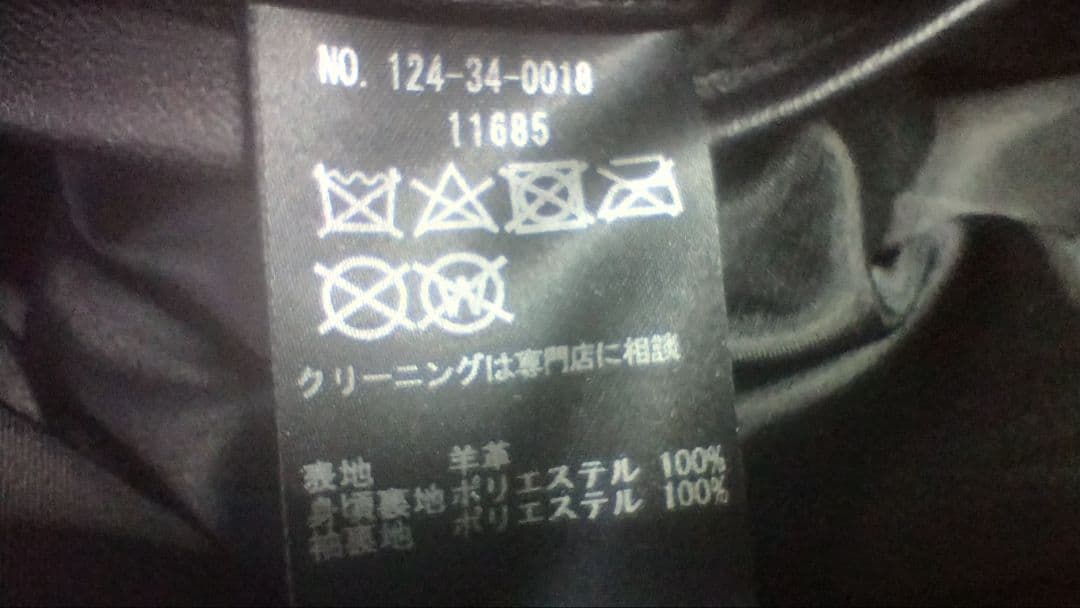 NO. 124-34-0018
11685
W
クリーニングは専門店に相談
表地 羊革
身頃裏地 ポリエステル 100%
袖裏地 ポリエステル 100%